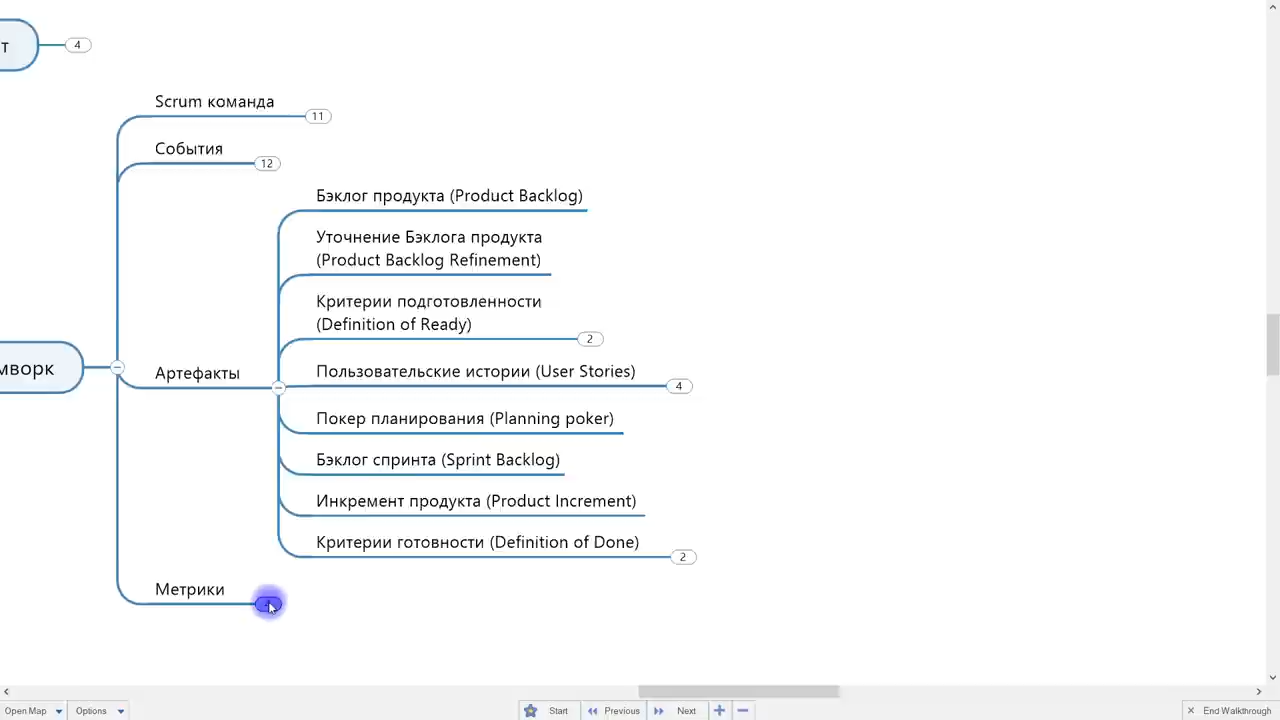 т
4
Scrum команда
11
События
12
Бэклог продукта (Product Backlog)
Уточнение Бэклога продукта
(Product Backlog Refinement)
Критерии подготовленности
(Definition of Ready)
2
мворк
Артефакты
Пользовательские истории (User Stories)
4
Покер планирования (Planning poker)
Бэклог спринта (Sprint Backlog)
Инкремент продукта (Product Increment)
Критерии готовности (Definition of Done)
2
Метрики
Open Map
Options
Start
Previous
Next
End Walkthrough